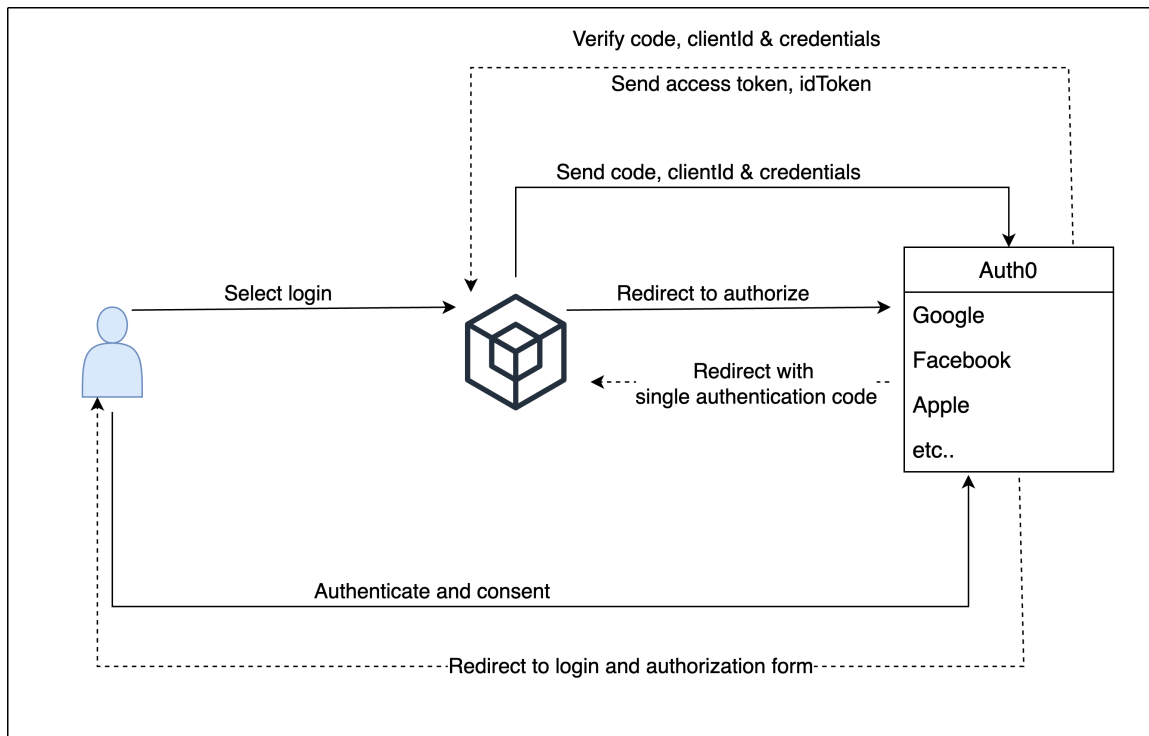 Verify code, clientId & credentials
Send access token, idToken
Send code, clientId & credentials
Auth0
Select login
Redirect to authorize
Google
Facebook
Redirect with
single authentication code
Apple
etc..
Authenticate and consent
Redirect to login and authorization form